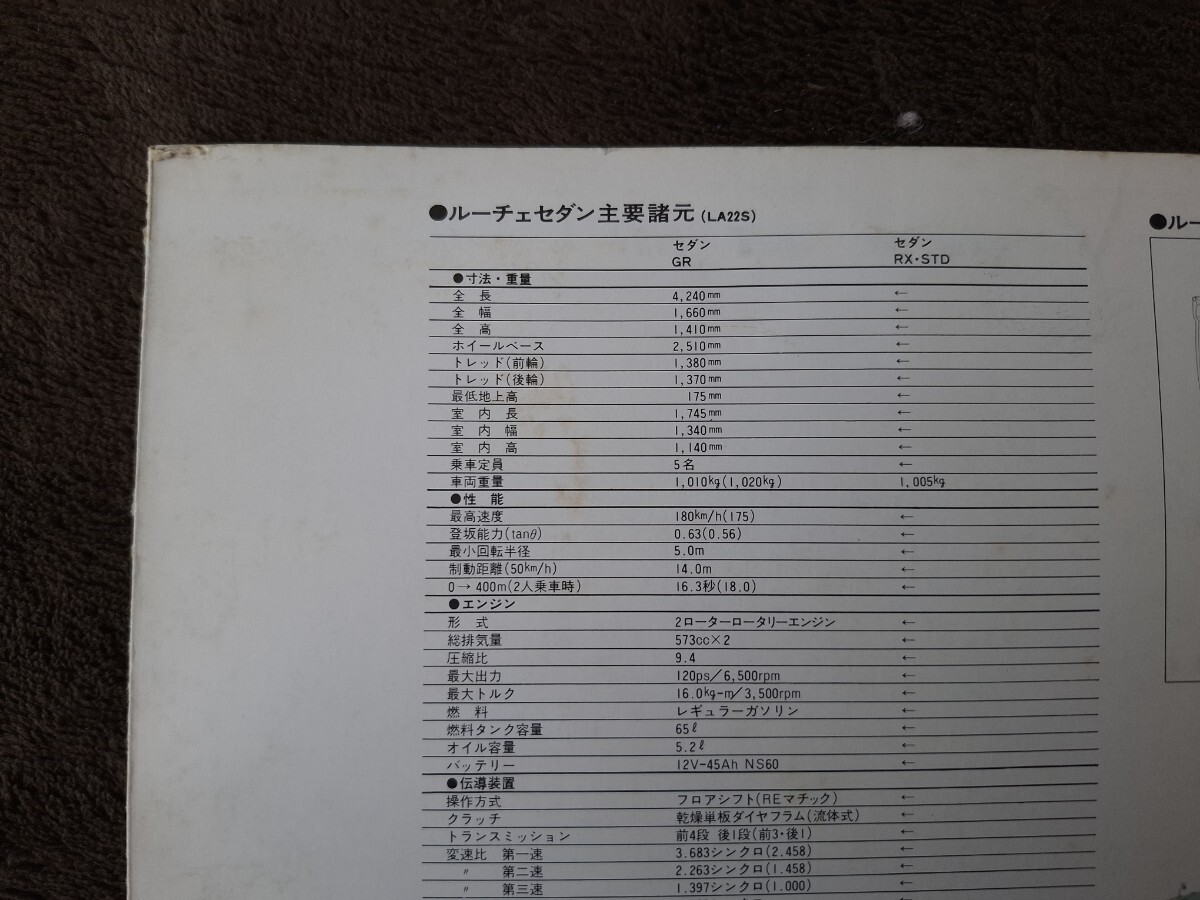 ●ルーチェセダン主要諸元(LA22S)
セダン GR セダン RX・STD
●寸法・重量
全長 4,240mm ←
全幅 1,660mm ←
全高 1,410mm ←
ホイールベース 2,510mm ←
トレッド(前輪) 1,380mm ←
トレッド(後輪) 1,370mm ←
最低地上高 175mm ←
室内長 1,745mm ←
室内幅 1,340mm ←
室内高 1,140mm ←
乗車定員 5名 ←
車両重量 1,010kg(1,020kg) 1,005kg
●性能
最高速度 180km/h(175) ←
登坂能力(tanθ) 0.63(0.56) ←
最小回転半径 5.0m ←
制動距離(50km/h) 14.0m ←
0→400m(2人乗車時) 16.3秒(18.0) ←
●エンジン
形式 2ローターロータリーエンジン ←
総排気量 573cc×2 ←
圧縮比 9.4 ←
最大出力 120ps/6,500rpm ←
最大トルク 16.0kg-m/3,500rpm ←
燃料 レギュラーガソリン ←
燃料タンク容量 65ℓ ←
オイル容量 5.2ℓ ←
バッテリー 12V-45Ah NS60 ←
●伝導装置
操作方式 フロアシフト(REマチック) ←
クラッチ 乾燥単板ダイヤフラム(流体式) ←
トランスミッション 前4段 後1段(前3・後1) ←
変速比 第一速 3.683シンクロ(2.458) ←
〃 第二速 2.263シンクロ(1.458) ←
〃 第三速 1.397シンクロ(1.000) ←
●ルー